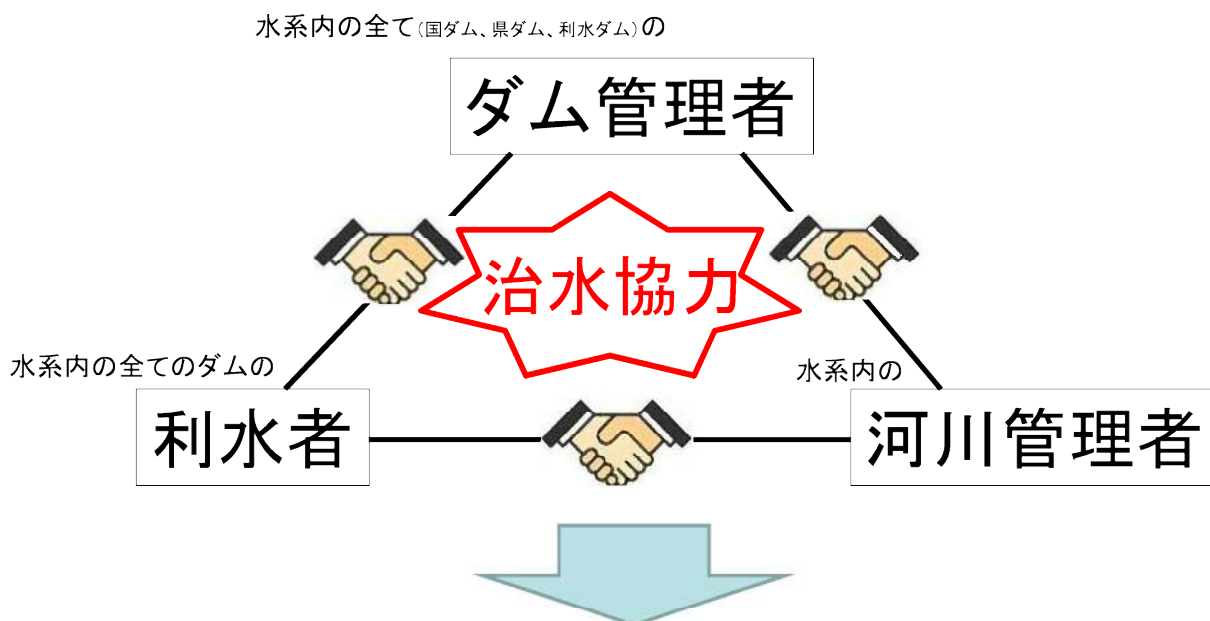 水系内の全て(国ダム、県ダム、利水ダム)の
ダム管理者
治水協力
水系内の全てのダムの
利水者
水系内の
河川管理者